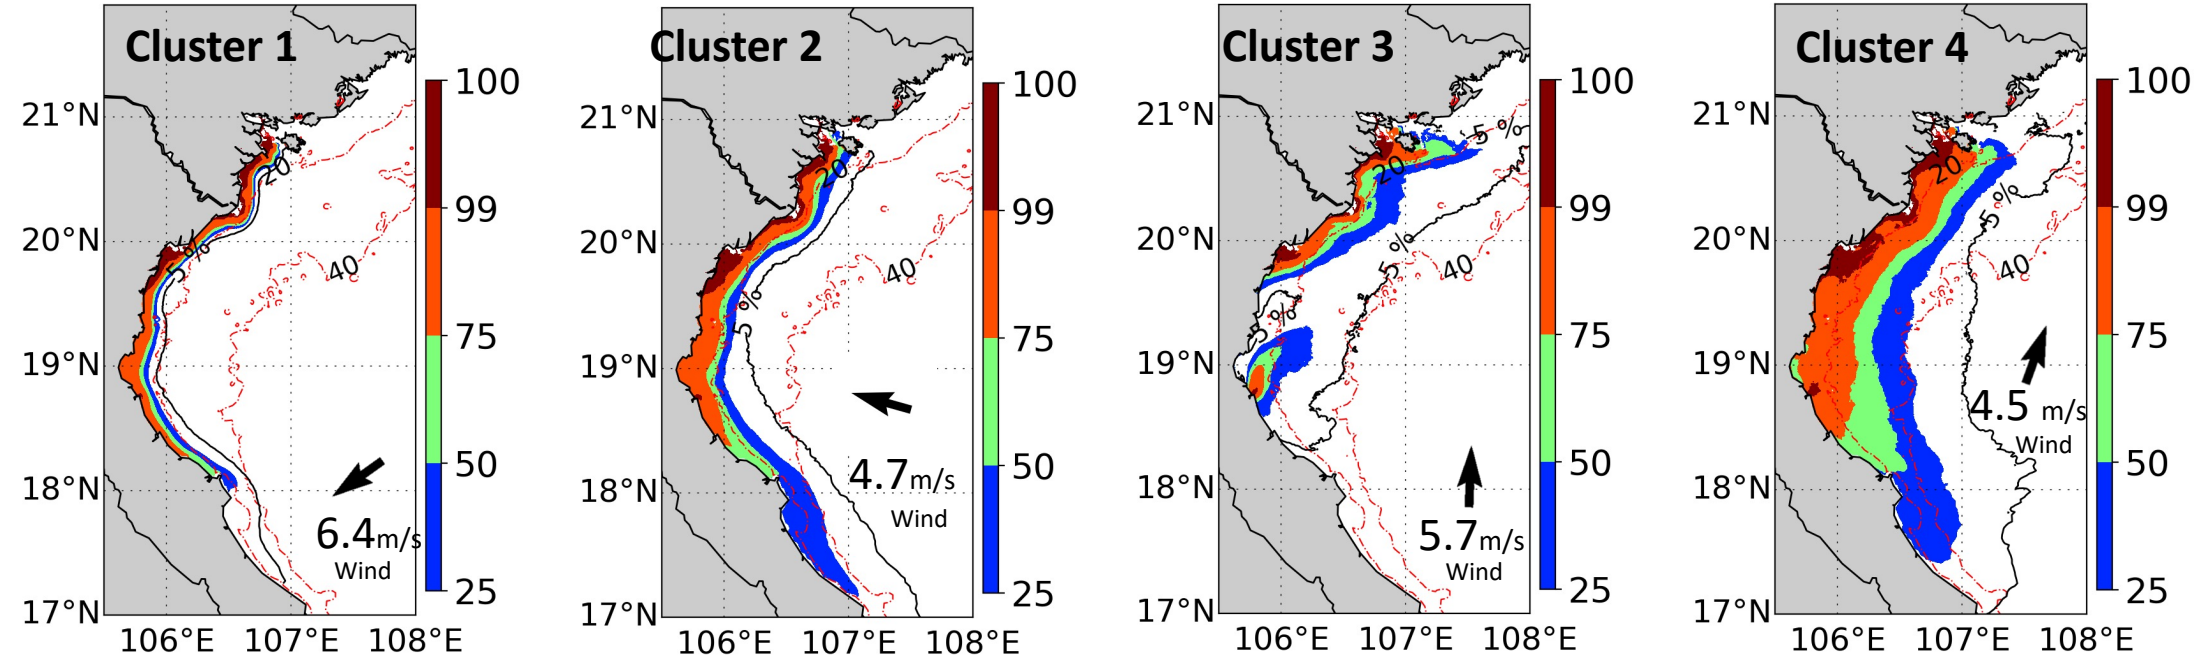 Cluster 1
21°N
20°N
19°N
18°N
17°N
106°E 107°E 108°E
20
5 %
40
6.4m/s
Wind
100
99
75
50
25
Cluster 2
21°N
20°N
19°N
18°N
17°N
106°E 107°E 108°E
20
5 %
40
4.7m/s
Wind
100
99
75
50
25
Cluster 3
21°N
20°N
19°N
18°N
17°N
106°E 107°E 108°E
5 %
20
5 %
40
5 %
5.7m/s
Wind
100
99
75
50
25
Cluster 4
21°N
20°N
19°N
18°N
17°N
106°E 107°E 108°E
20
5 %
40
4.5 m/s
Wind
100
99
75
50
25